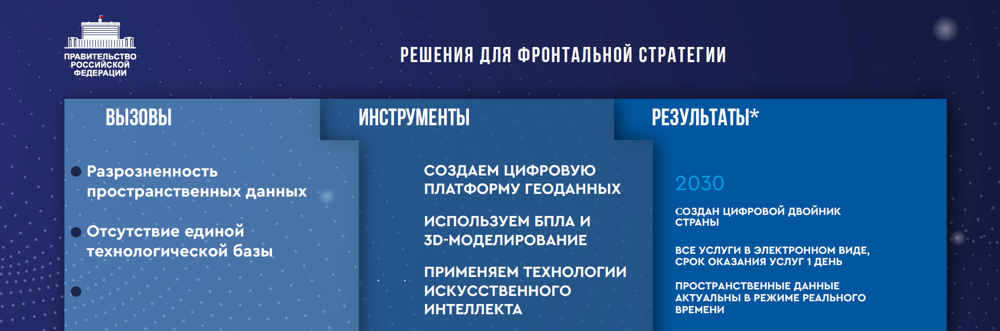 ПРАВИТЕЛЬСТВО
РОССИЙСКОЙ
ФЕДЕРАЦИИ
РЕШЕНИЯ ДЛЯ ФРОНТАЛЬНОЙ СТРАТЕГИИ
ВЫЗОВЫ
Разрозненность
пространственных данных
Отсутствие единой
технологической базы
ИНСТРУМЕНТЫ
СОЗДАЕМ ЦИФРОВУЮ
ПЛАТФОРМУ ГЕОДАННЫХ
ИСПОЛЬЗУЕМ БПЛА И
3D-МОДЕЛИРОВАНИЕ
ПРИМЕНЯЕМ ТЕХНОЛОГИИ
ИСКУССТВЕННОГО
ИНТЕЛЛЕКТА
РЕЗУЛЬТАТЫ*
2030
СОЗДАН ЦИФРОВОЙ ДВОЙНИК
СТРАНЫ
ВСЕ УСЛУГИ В ЭЛЕКТРОННОМ ВИДЕ,
СРОК ОКАЗАНИЯ УСЛУГ 1 ДЕНЬ
ПРОСТРАНСТВЕННЫЕ ДАННЫЕ
АКТУАЛЬНЫ В РЕЖИМЕ РЕАЛЬНОГО
ВРЕМЕНИ